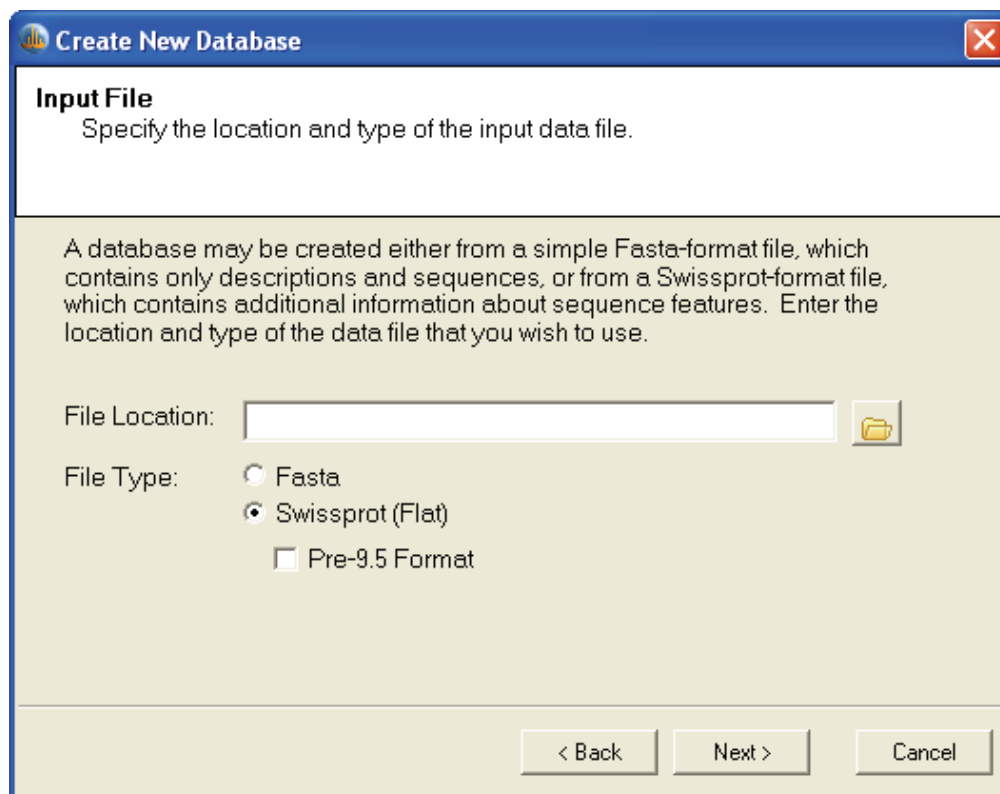 Create New Database
Input File
Specify the location and type of the input data file.
A database may be created either from a simple Fasta-format file, which
contains only descriptions and sequences, or from a Swissprot-format file,
which contains additional information about sequence features.  Enter the
location and type of the data file that you wish to use.
File Location:
File Type:
Fasta
Swissprot (Flat)
Pre-9.5 Format
< Back
Next >
Cancel